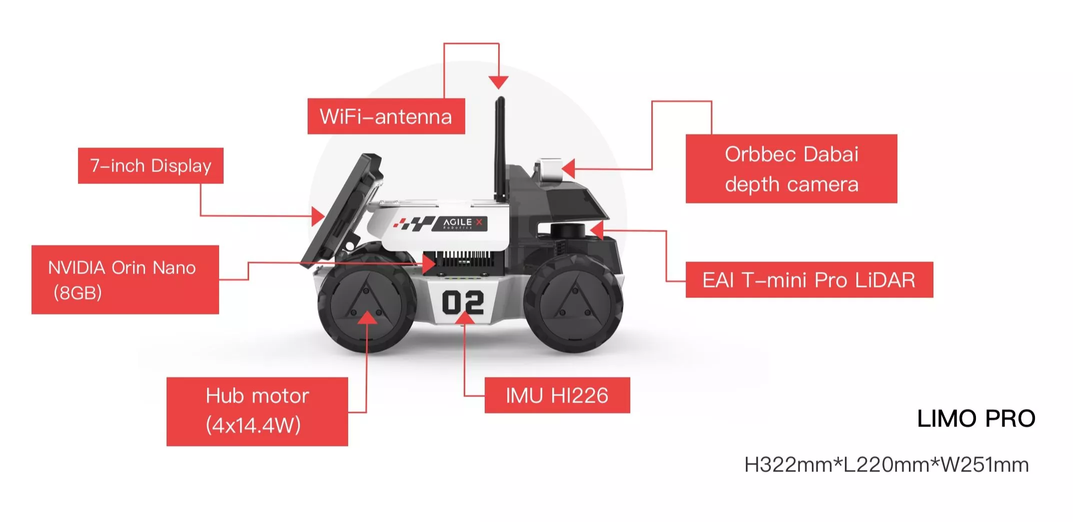 WiFi-antenna
7-inch Display
Orbbec Dabai
depth camera
AGILE X
ROBOTICS
NVIDIA Orin Nano
(8GB)
EAI T-mini Pro LiDAR
02
Hub motor
(4x14.4W)
IMU HI226
LIMO PRO
H322mm*L220mm*W251mm